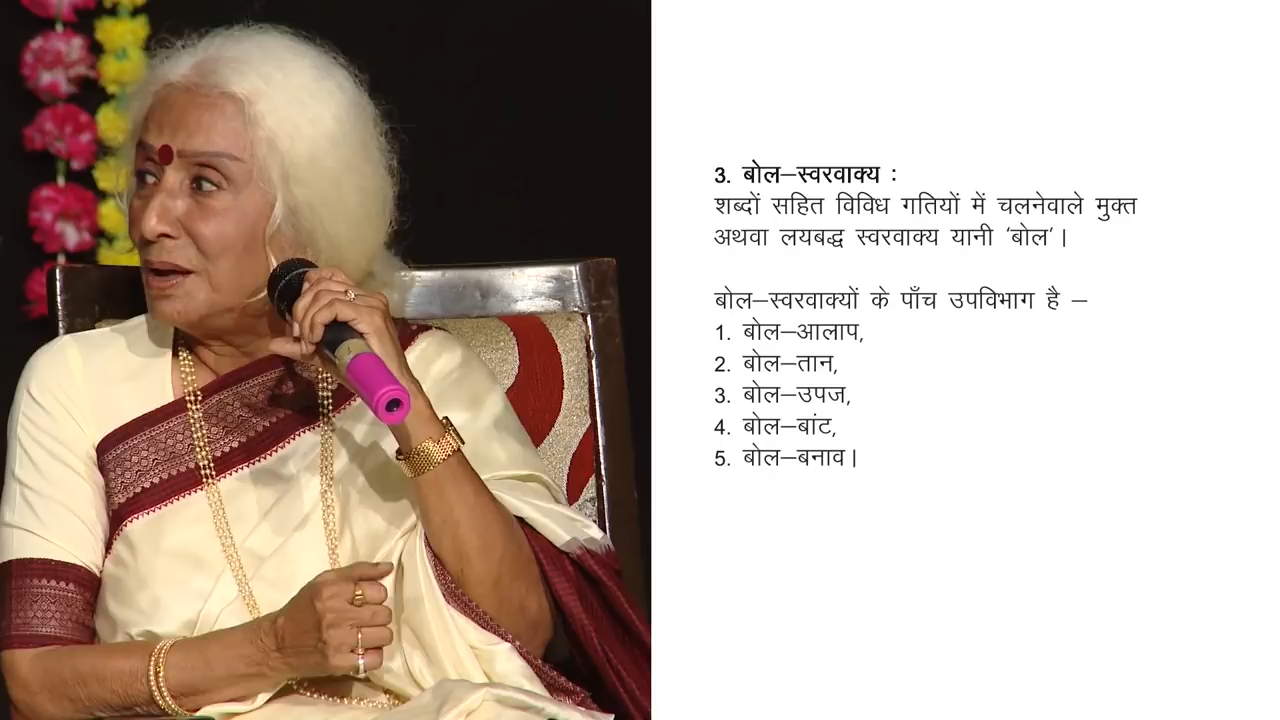 3. बोल–स्वरवाक्य :
शब्दों सहित विविध गतियों में चलनेवाले मुक्त
अथवा लयबद्ध स्वरवाक्य यानी ‘बोल’।
बोल–स्वरवाक्यों के पाँच उपविभाग है –
1. बोल–आलाप,
2. बोल–तान,
3. बोल–उपज,
4. बोल–बांट,
5. बोल–बनाव।